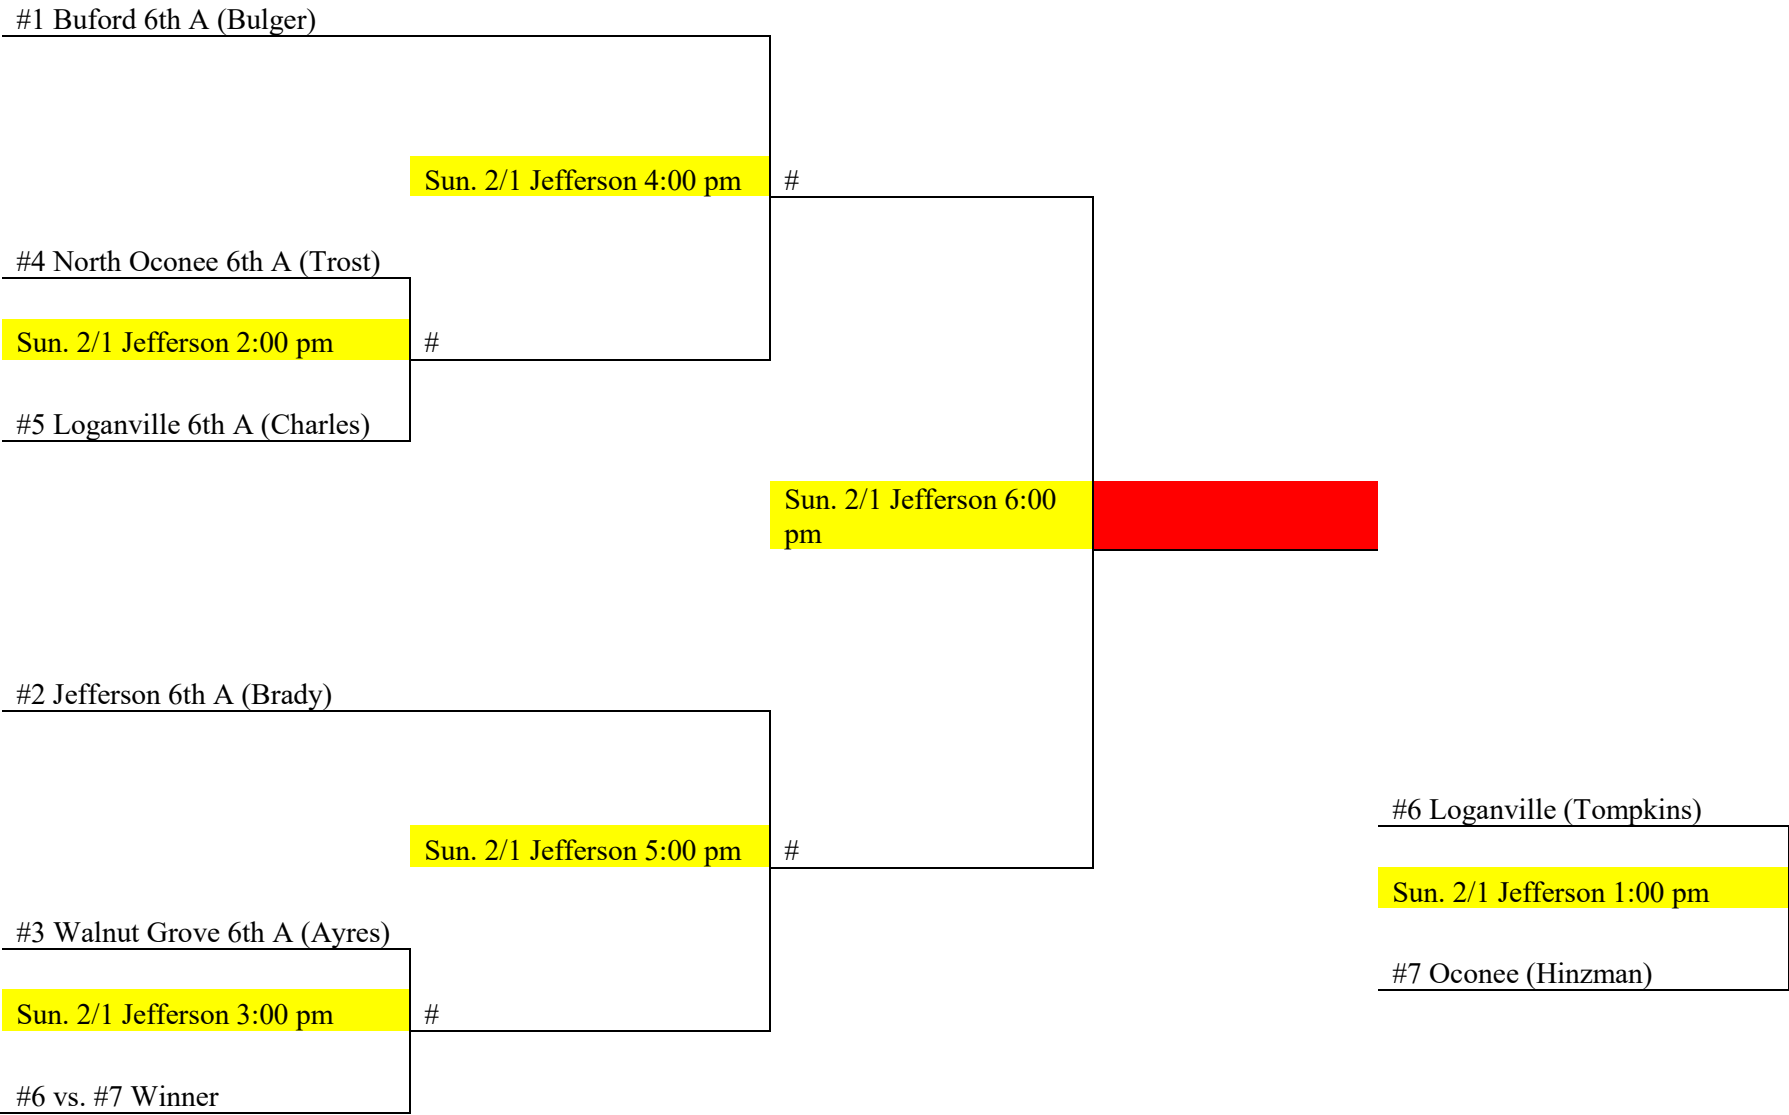 #1 Buford 6th A (Bulger)
Sun. 2/1 Jefferson 4:00 pm
#
#4 North Oconee 6th A (Trost)
Sun. 2/1 Jefferson 2:00 pm
#
#5 Loganville 6th A (Charles)
Sun. 2/1 Jefferson 6:00
pm
#2 Jefferson 6th A (Brady)
#6 Loganville (Tompkins)
Sun. 2/1 Jefferson 5:00 pm
#
Sun. 2/1 Jefferson 1:00 pm
#3 Walnut Grove 6th A (Ayres)
#7 Oconee (Hinzman)
Sun. 2/1 Jefferson 3:00 pm
#
#6 vs. #7 Winner